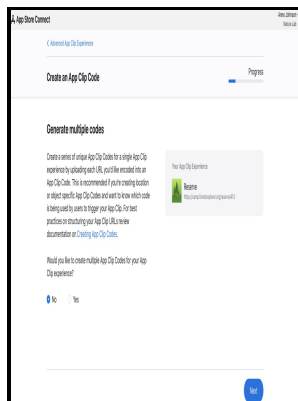 App Store Connect
Anne Johnson
Nature Lab
< Advanced App Clip Experiences
Create an App Clip Code
Progress
Generate multiple codes
Create a series of unique App Clip Codes for a single App Clip
experience by uploading each URL you'd like encoded into an
App Clip Code. This is recommended if you're creating location
or object specific App Clip Codes and want to know which code
is being used by users to trigger your App Clip. For best
practices on structuring your App Clip URLs review
documentation on Creating App Clip Codes.
Your App Clip Experience
Reserve
Would you like to create multiple App Clip Codes for your App
Clip experience?
No
Yes
Next